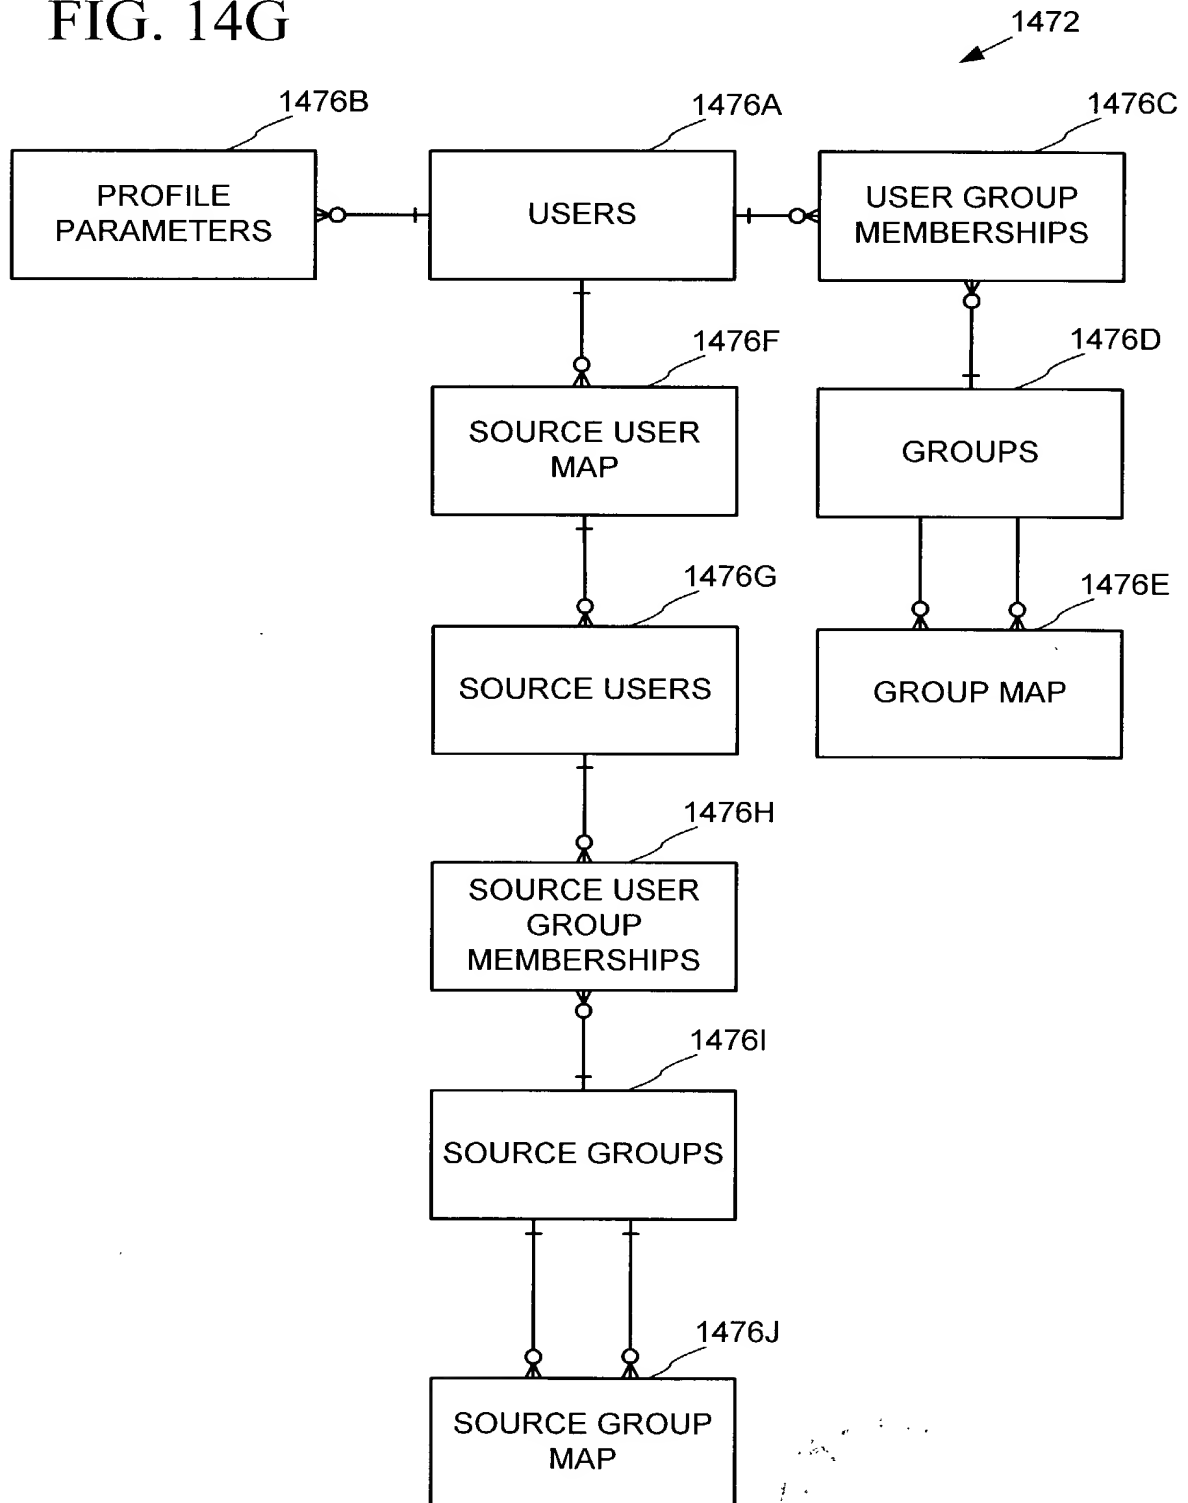 FIG. 14G
1472
1476B
1476A
1476C
PROFILE
PARAMETERS
USERS
USER GROUP
MEMBERSHIPS
1476F
1476D
SOURCE USER
MAP
GROUPS
1476G
1476E
SOURCE USERS
GROUP MAP
1476H
SOURCE USER
GROUP
MEMBERSHIPS
1476I
SOURCE GROUPS
1476J
SOURCE GROUP
MAP